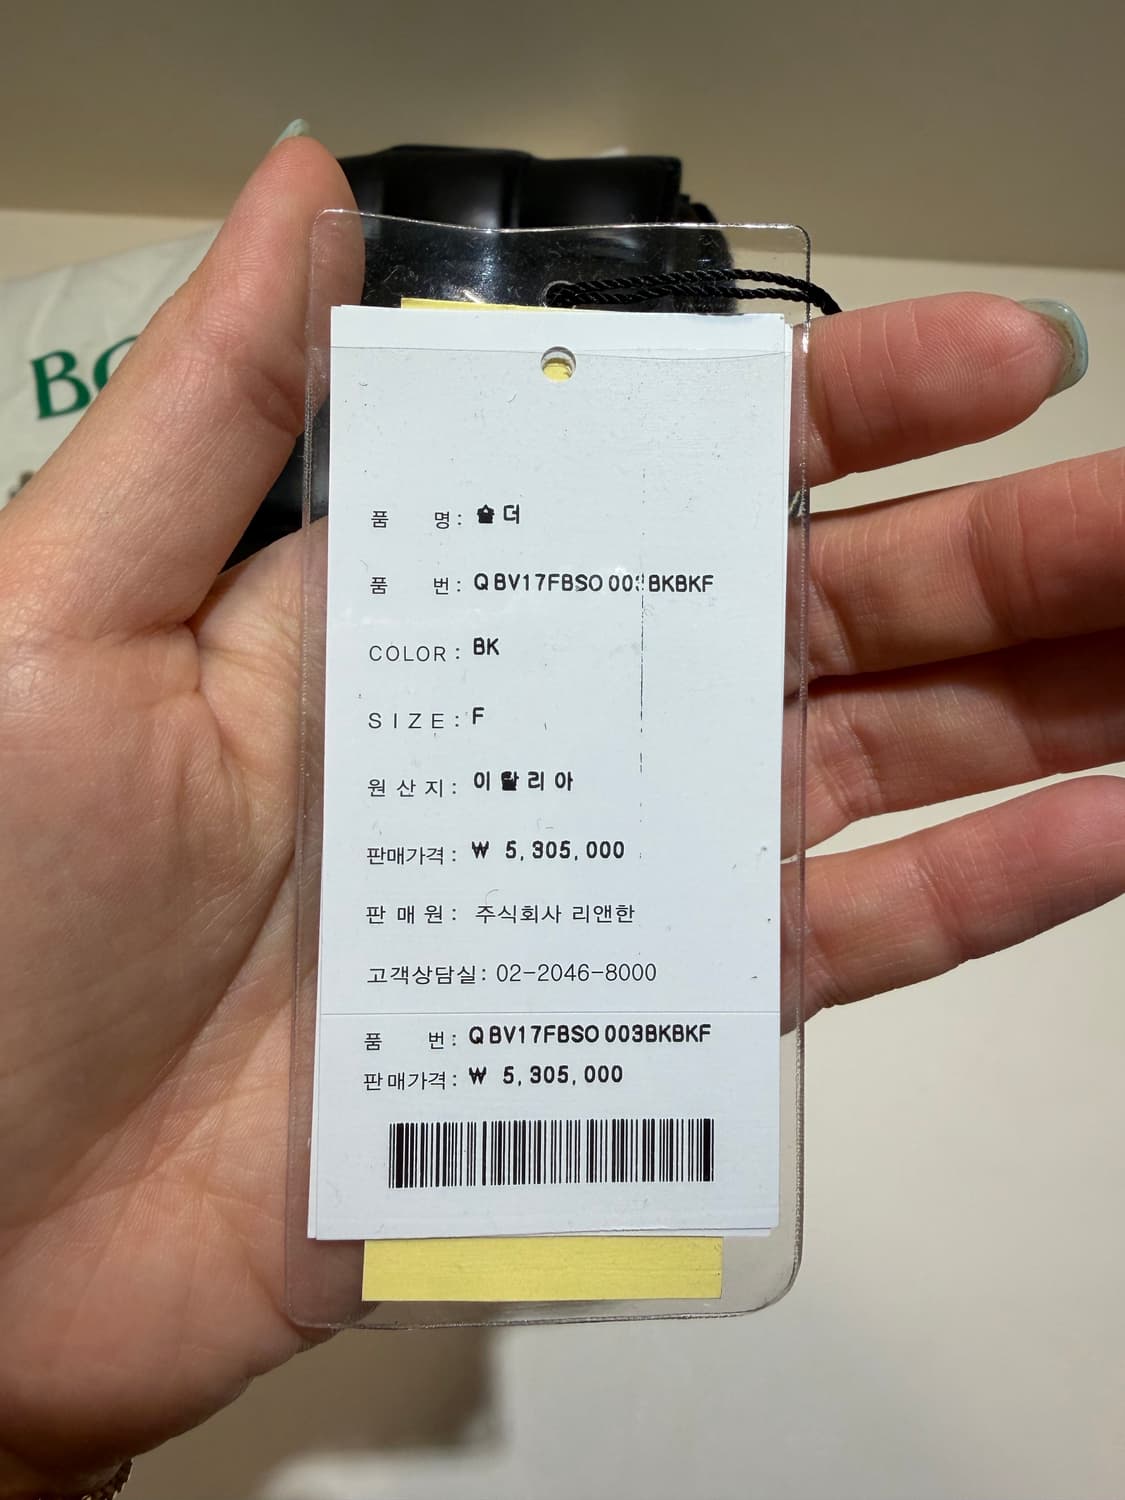 BO
품 명 : 숄더
품 번 : QBV17FBSO003BKBKF
COLOR : BK
SIZE : F
원산지 : 이탈리아
판매가격 : ₩ 5,305,000
판매원 : 주식회사 리앤한
고객상담실 : 02-2046-8000
품 번 : QBV17FBSO003BKBKF
판매가격 : ₩ 5,305,000